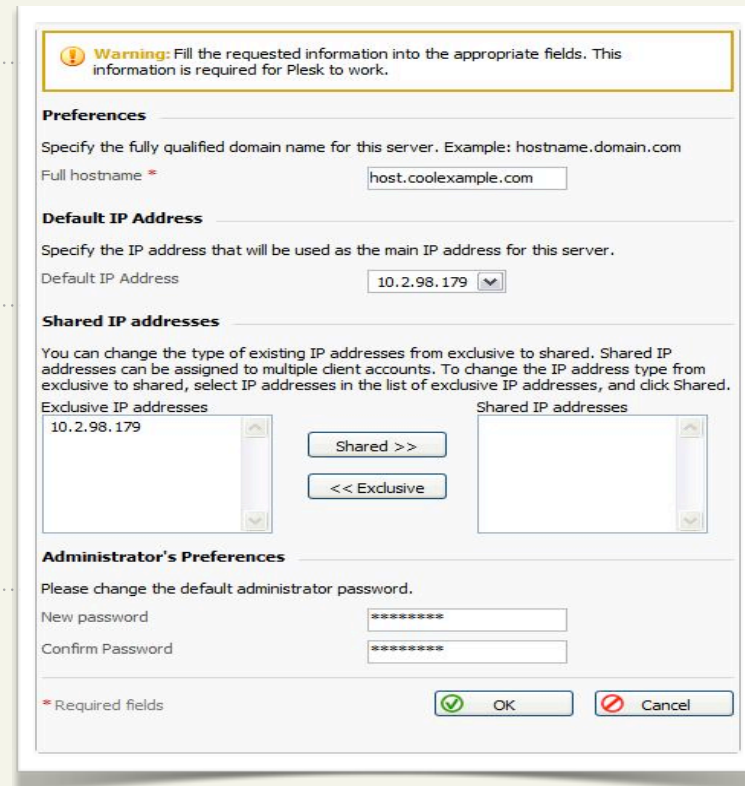 Warning: Fill the requested information into the appropriate fields. This
information is required for Plesk to work.
Preferences
Specify the fully qualified domain name for this server. Example: hostname.domain.com
Full hostname * host.coolexample.com
Default IP Address
Specify the IP address that will be used as the main IP address for this server.
Default IP Address 10.2.98.179
Shared IP addresses
You can change the type of existing IP addresses from exclusive to shared. Shared IP
addresses can be assigned to multiple client accounts. To change the IP address type from
exclusive to shared, select IP addresses in the list of exclusive IP addresses, and click Shared.
Exclusive IP addresses Shared IP addresses
10.2.98.179
Shared >>
<< Exclusive
Administrator's Preferences
Please change the default administrator password.
New password ********
Confirm Password ********
* Required fields OK Cancel